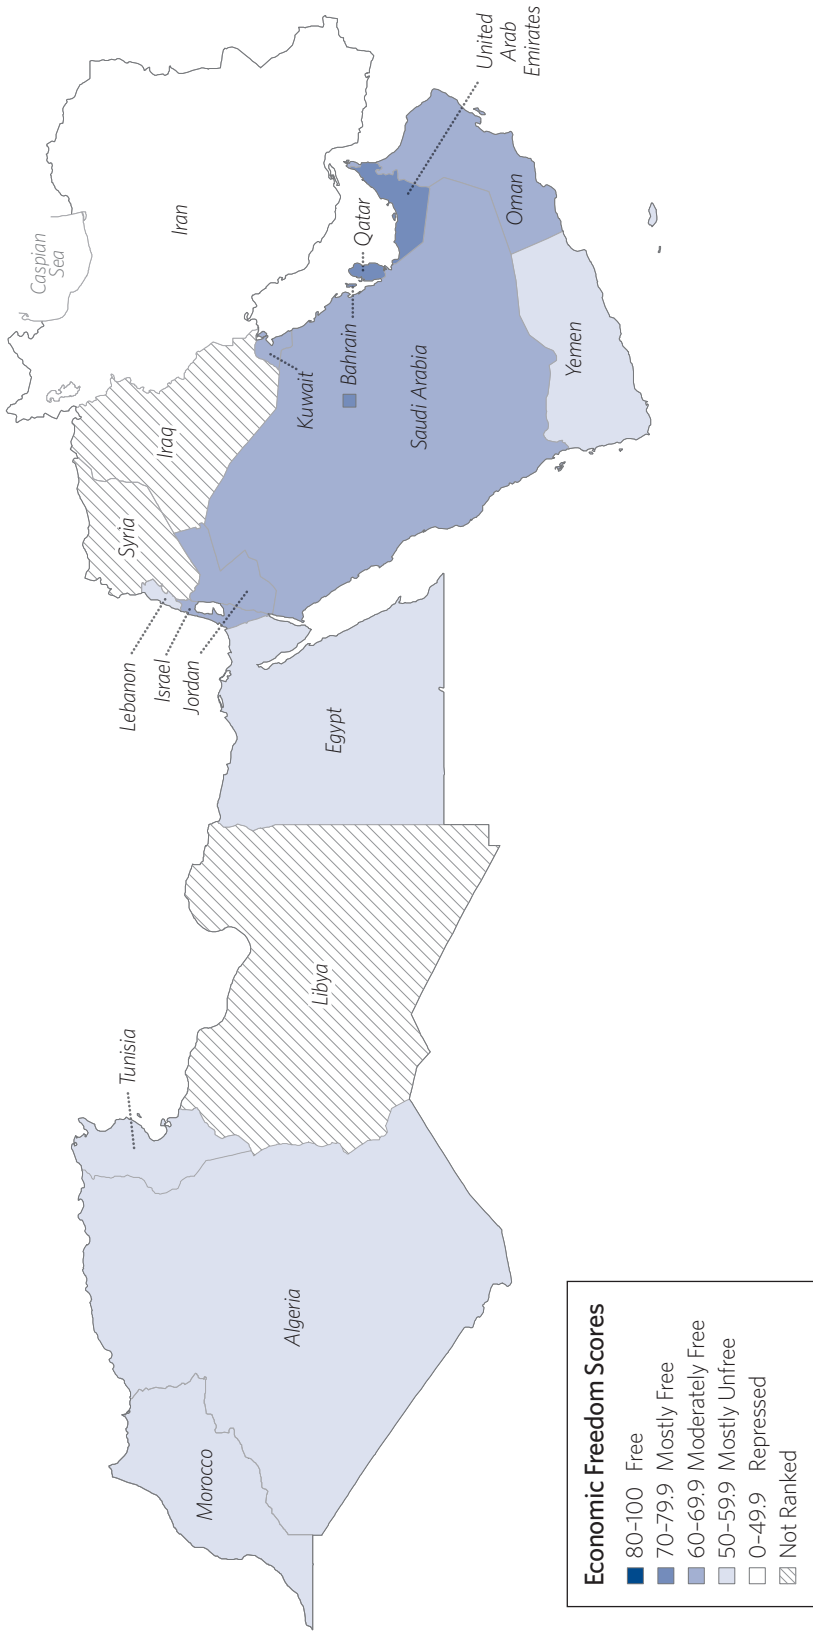 Caspian
Sea
Iran
United
Arab
Emirates
Qatar
Oman
Bahrain
Kuwait
Saudi Arabia
Yemen
Iraq
Syria
Lebanon
Israel
Jordan
Egypt
Libya
Tunisia
Algeria
Morocco
Economic Freedom Scores
80–100 Free
70–79.9 Mostly Free
60–69.9 Moderately Free
50–59.9 Mostly Unfree
0–49.9 Repressed
Not Ranked